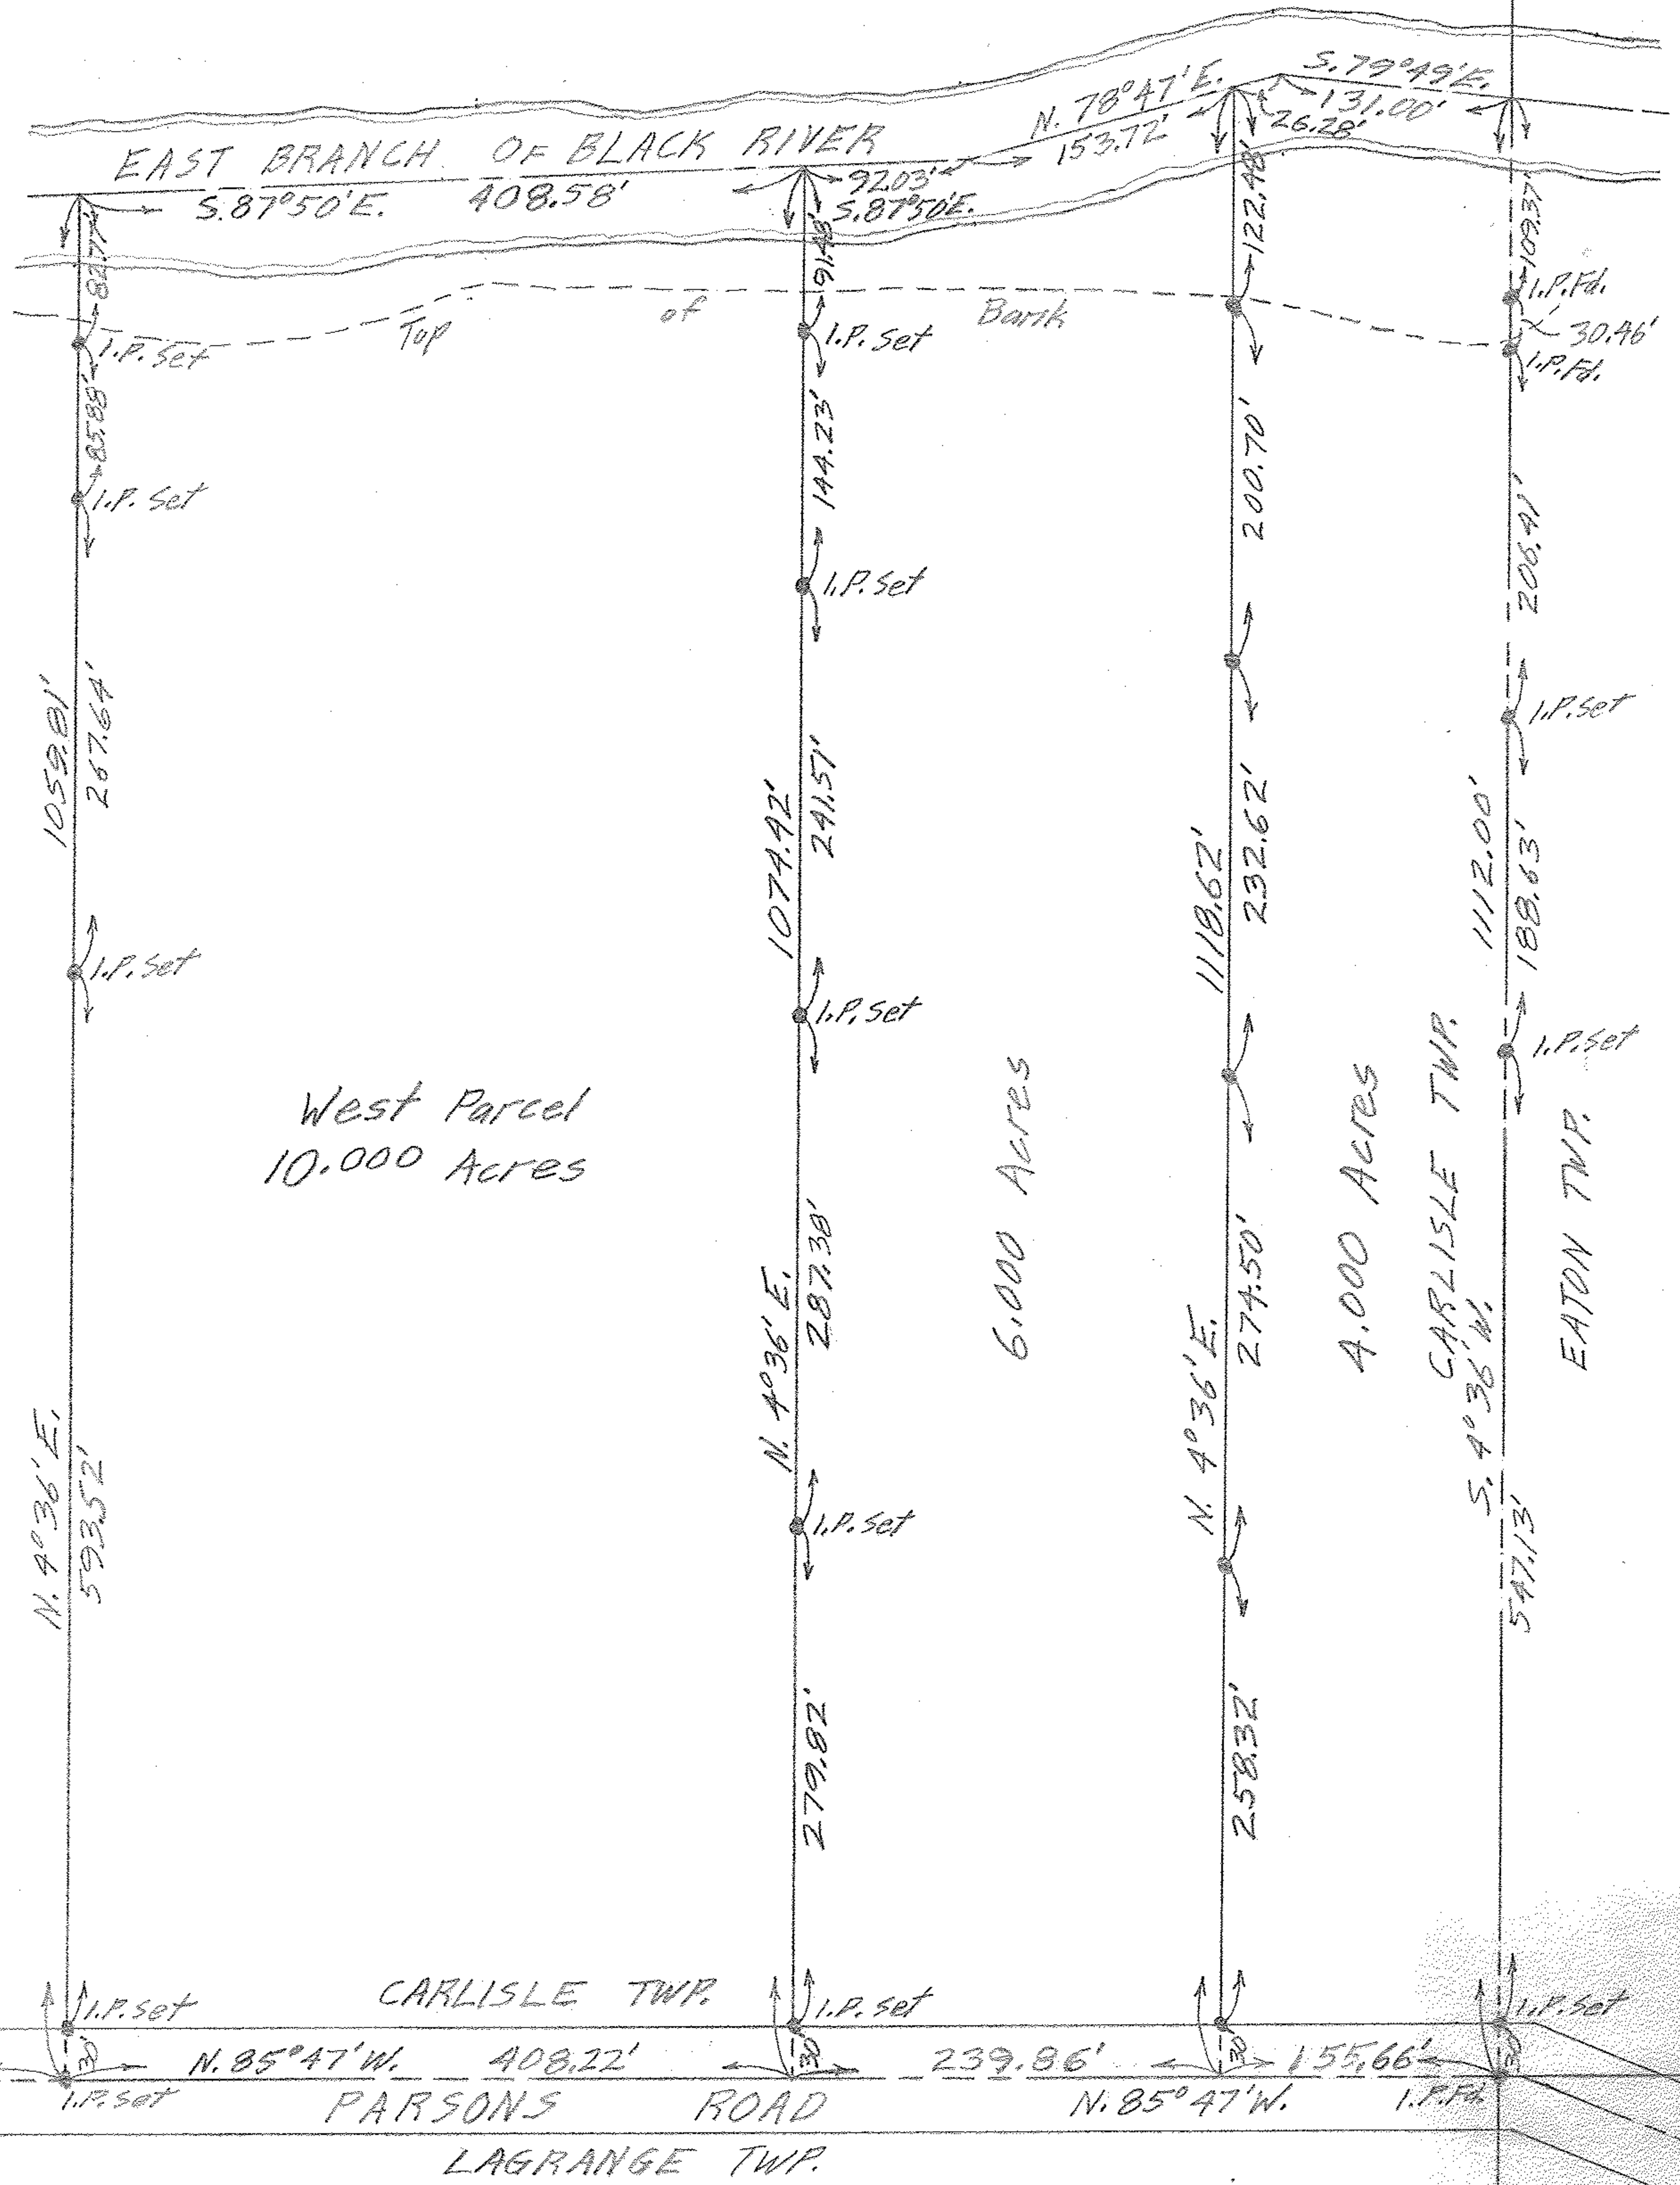 S. 79°49'E.
131.00'
N. 78°47'E.
153.72'
26.28'
EAST BRANCH OF BLACK RIVER
S. 87°50'E. 408.58'
92.03'
S. 87°50'E.
82.77'
91.48'
122.48'
109.37'
I.P. Fd.
30.46'
I.P. Fd.
Top of Bank
I.P. Set
I.P. Set
85.88'
144.23'
200.70'
206.41'
I.P. Set
I.P. Set
I.P. Set
1059.81'
267.64'
1074.42'
241.51'
1118.62'
232.62'
1112.00'
188.63'
I.P. Set
I.P. Set
I.P. Set
West Parcel
10.000 Acres
6.000 Acres
4.000 Acres
CARLISLE TWP.
EATON TWP.
N. 4°36' E.
593.52'
N. 4°36' E.
287.38'
N. 4°36' E.
274.50'
S. 4°36' W.
547.13'
I.P. Set
279.82'
258.32'
CARLISLE TWP.
I.P. Set
I.P. Set
I.P. Set
30'
30'
30'
30'
N. 85°47' W. 408.22'
239.86'
155.66'
I.P. Set
PARSONS ROAD
N. 85°47' W.
I.P. Fd.
LAGRANGE TWP.